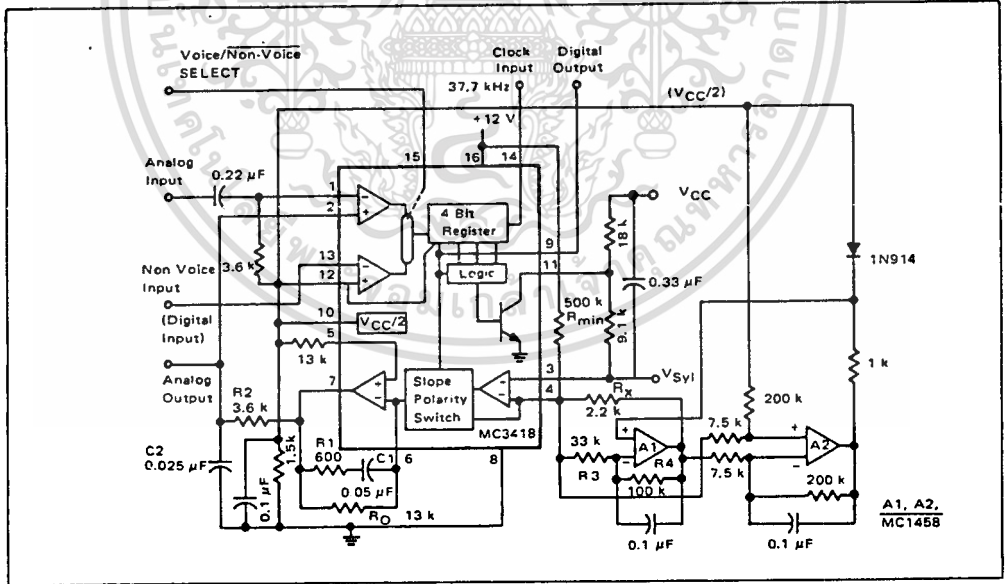 Voice/Non-Voice
SELECT
Clock
Input
Digital
Output
37.7 kHz
(VCC/2)
+12 V
15
16
14
Analog
Input
0.22 µF
1
2
4 Bit
Register
9
Logic
11
VCC
18 k
0.33 µF
1N914
Non Voice
Input
3.6 k
13
12
(Digital
Input)
10
VCC/2
5
13 k
500 k
Rmin
9.1 k
Analog
Output
7
R2
3.6 k
Slope
Polarity
Switch
3
4
VSyl
RX
2.2 k
1 k
200 k
MC3418
C2
0.025 µF
0.1 µF
1.5 k
R1
600
C1
6
8
0.05 µF
RO
13 k
33 k
R3
A1
R4
100 k
0.1 µF
7.5 k
7.5 k
A2
200 k
0.1 µF
A1, A2,
MC1458